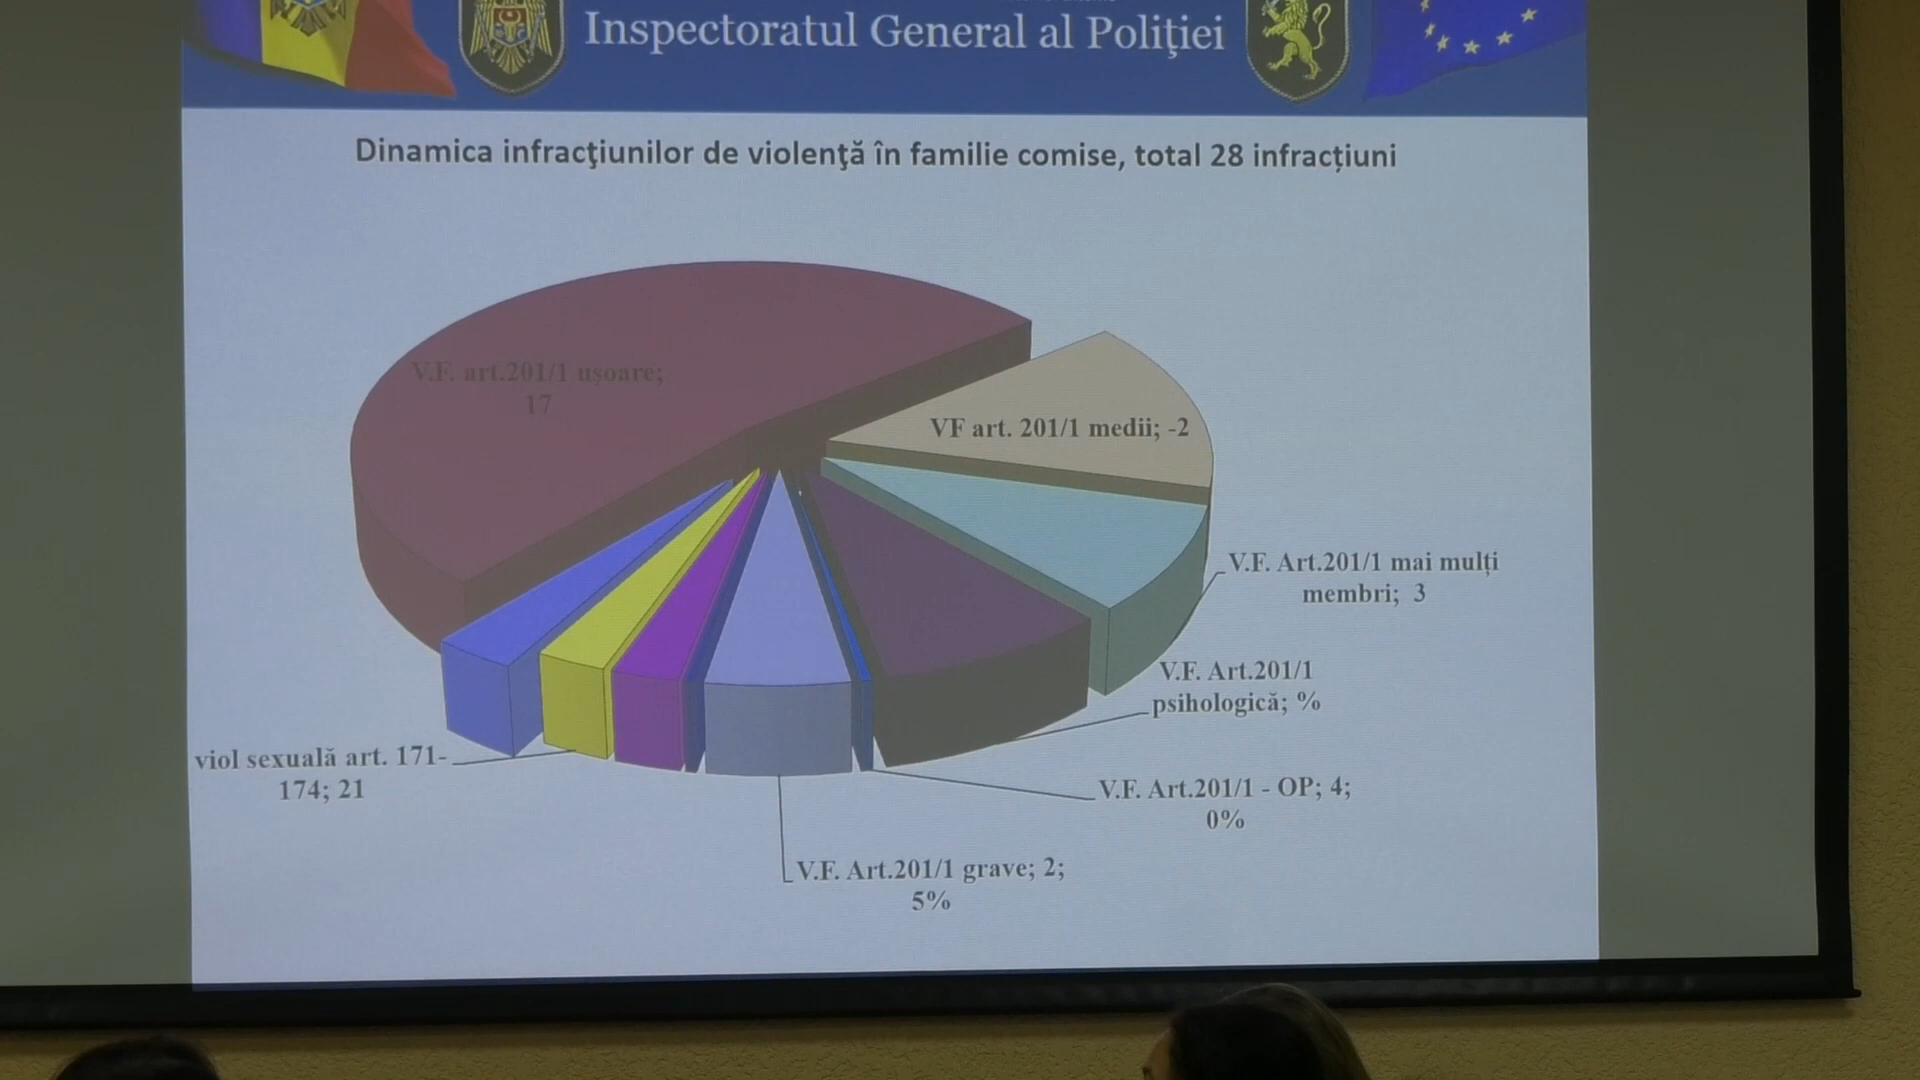 Inspectoratul General al Poliţiei
Dinamica infracţiunilor de violenţă în familie comise, total 28 infracțiuni
V.F. art.201/1 ușoare;
17
VF art. 201/1 medii; -2
V.F. Art.201/1 mai mulți
membri; 3
V.F. Art.201/1
psihologică; %
viol sexuală art. 171-
174; 21
V.F. Art.201/1 - OP; 4;
0%
V.F. Art.201/1 grave; 2;
5%